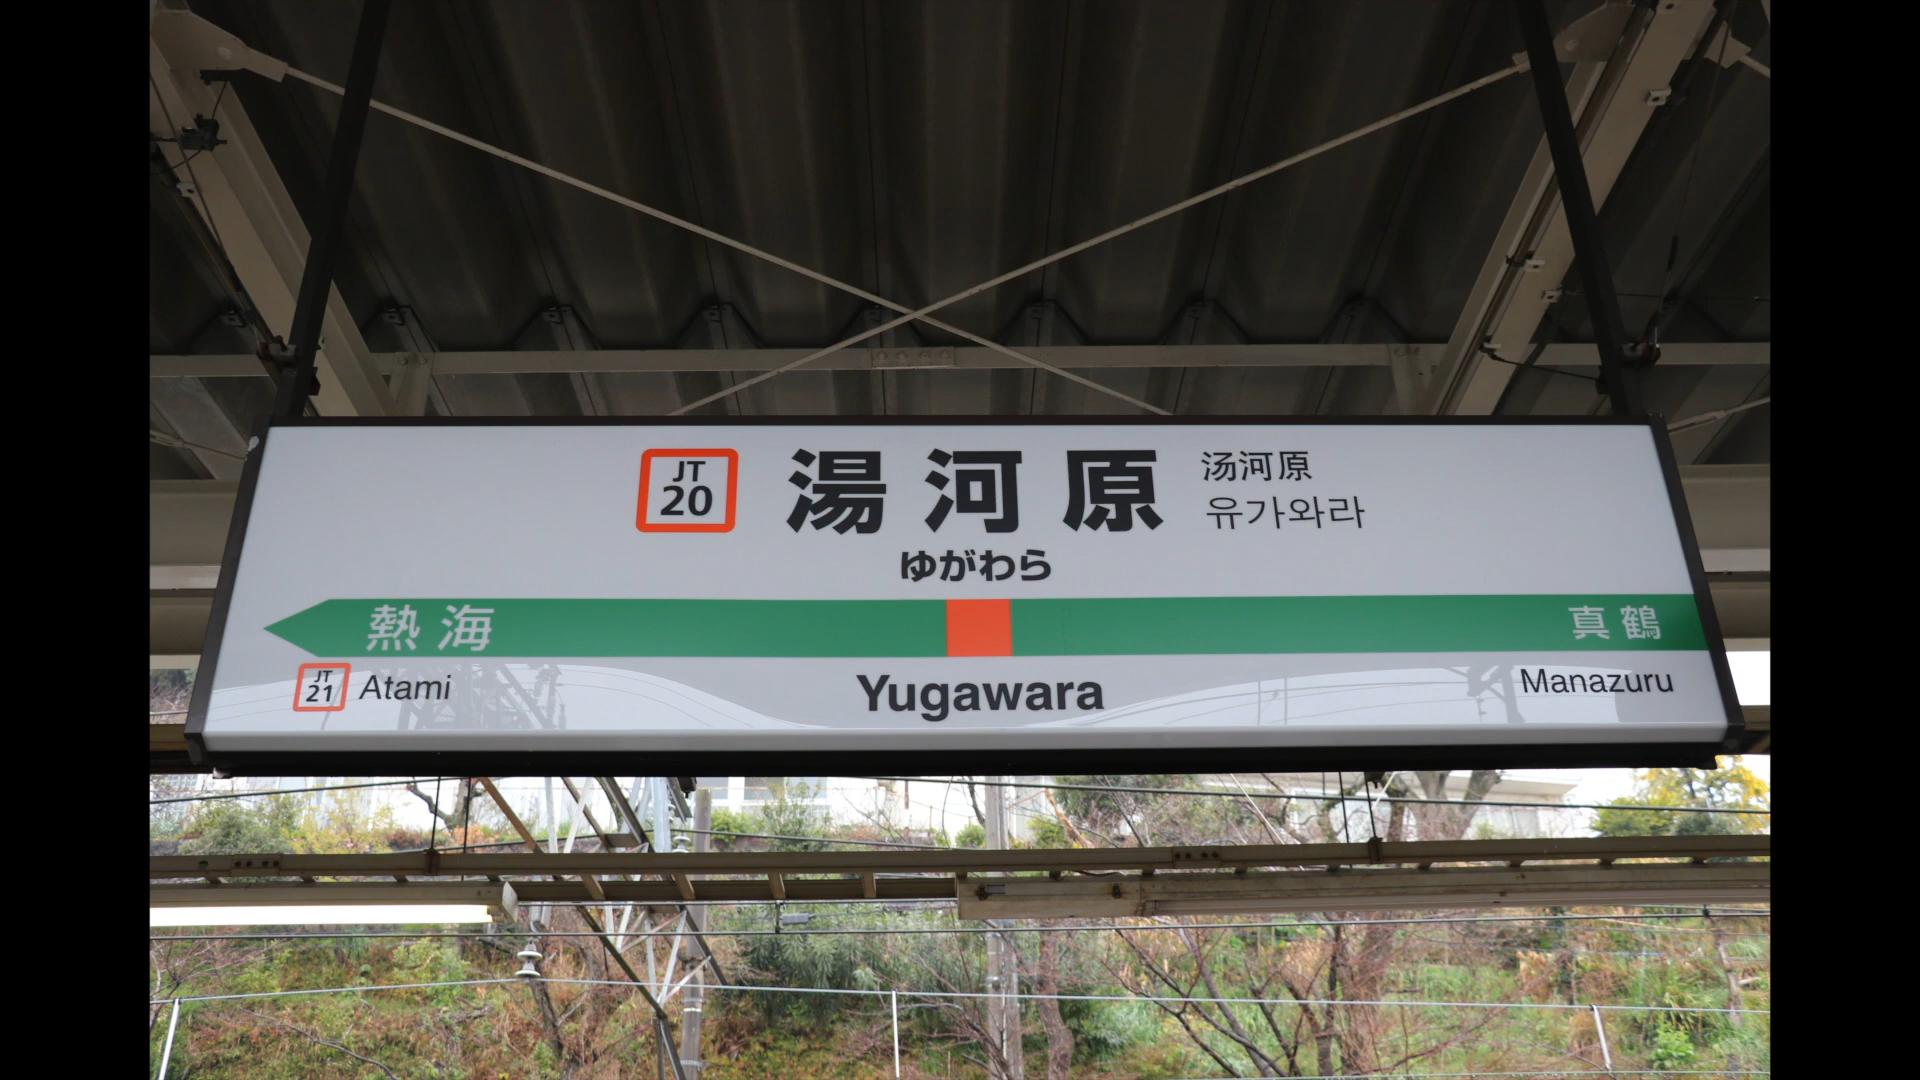 JT
20
湯河原
汤河原
유가와라
ゆがわら
熱海
真鶴
JT
21
Atami
Yugawara
Manazuru